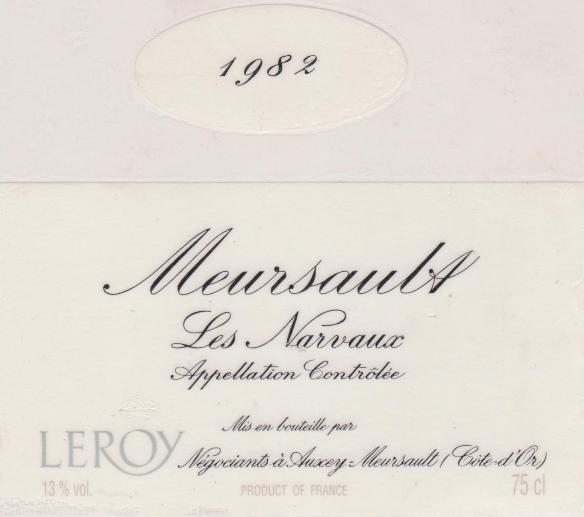 1982
Meursault
Les Narvaux
Appellation Contrôlée
Mis en bouteille par
LEROY Négociants à Auxey-Meursault (Côte-d'Or)
13 % vol. PRODUCT OF FRANCE 75 cl